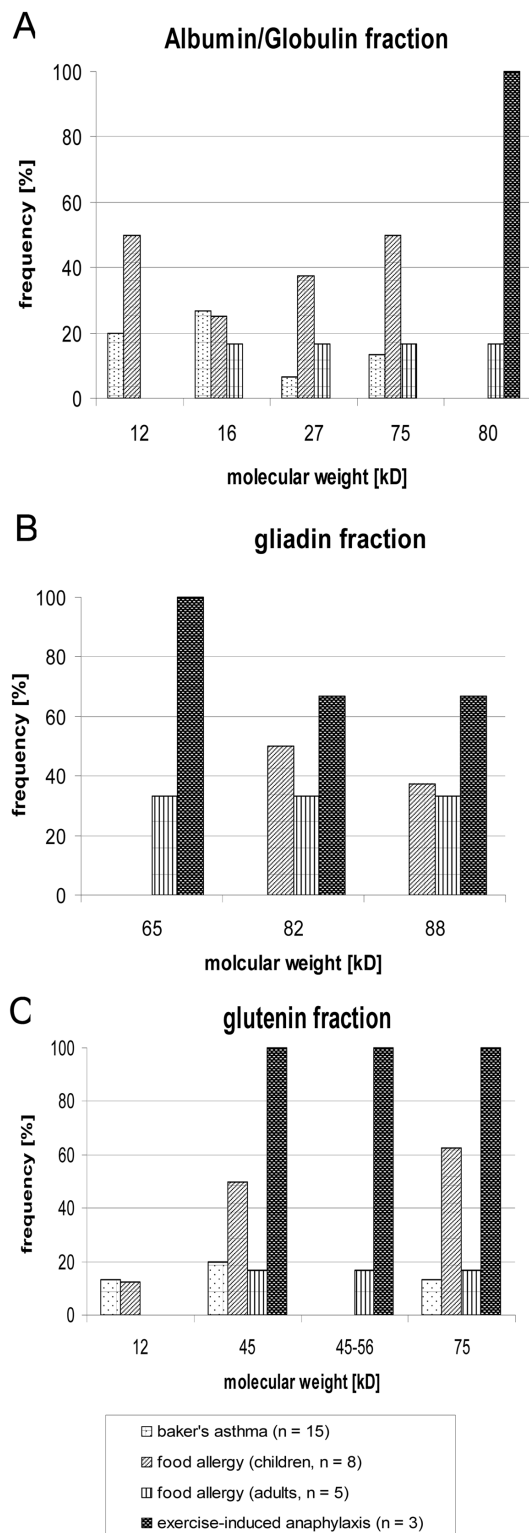 A
Albumin/Globulin fraction
frequency [%]
100
80
60
40
20
0
12 16 27 75 80
molecular weight [kD]
B
gliadin fraction
frequency [%]
100
80
60
40
20
0
65 82 88
molcular weight [kD]
C
glutenin fraction
frequency [%]
100
80
60
40
20
0
12 45 45-56 75
molecular weight [kD]
baker's asthma (n = 15)
food allergy (children, n = 8)
food allergy (adults, n = 5)
exercise-induced anaphylaxis (n = 3)